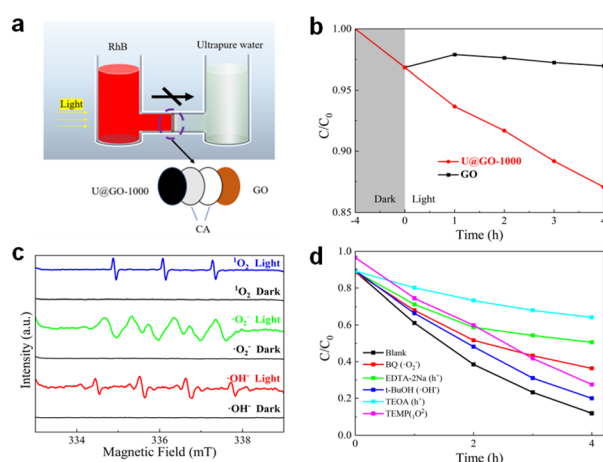 a
RhB
Ultrapure water
Light
U@GO-1000
GO
CA
b
C/C0
1.00
0.95
0.90
0.85
U@GO-1000
GO
Dark
Light
-4
0
1
2
3
4
Time (h)
c
Intensity (a.u.)
¹O₂ Light
¹O₂ Dark
·O₂⁻ Light
·O₂⁻ Dark
·OH⁻ Light
·OH⁻ Dark
334
336
338
Magnetic Field (mT)
d
C/C0
1.0
0.8
0.6
0.4
0.2
0.0
Blank
BQ (·O₂⁻)
EDTA-2Na (h⁺)
t-BuOH (·OH⁻)
TEOA (h⁺)
TEMP(₁O²)
0
2
4
Time (h)